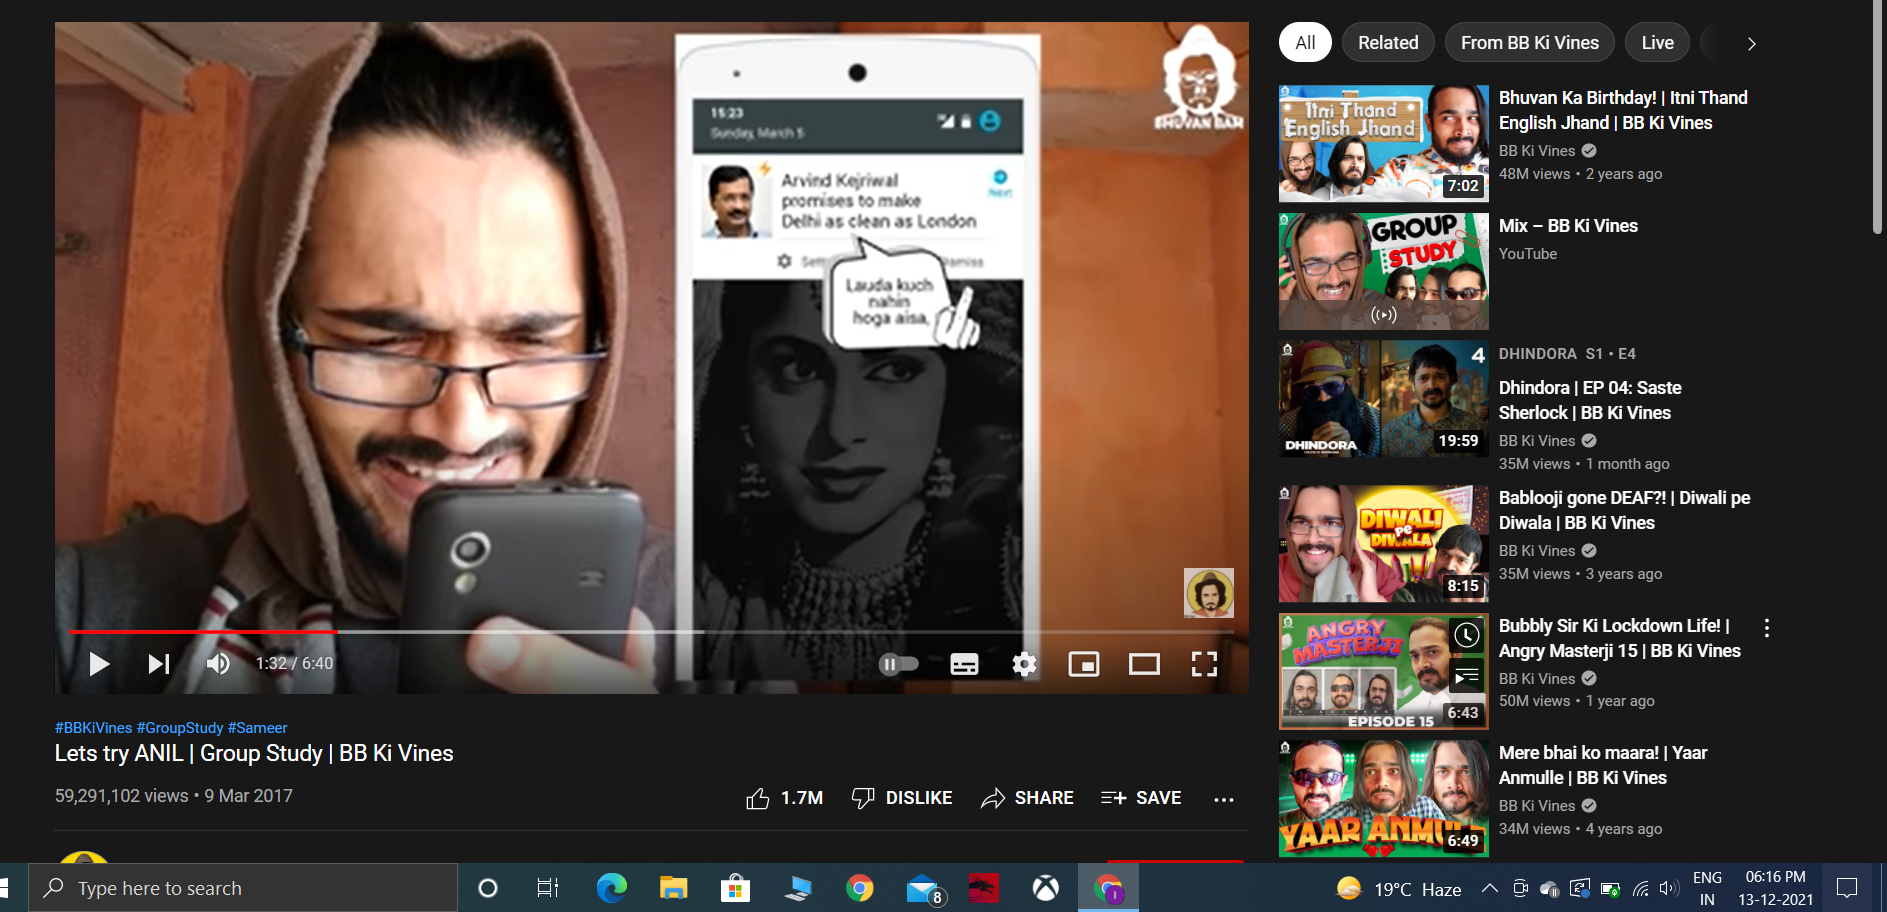 BHUVAN BAM
15:23
Sunday, March 5
Arvind Kejriwal
promises to make
Delhi as clean as London
Next
Dismiss
Lauda kuch
nahin
hoga aisa,
1:32 / 6:40
#BBKiVines #GroupStudy #Sameer
Lets try ANIL | Group Study | BB Ki Vines
59,291,102 views • 9 Mar 2017
1.7M
DISLIKE
SHARE
SAVE
All
Related
From BB Ki Vines
Live
Itni Thand
English Jhand
7:02
Bhuvan Ka Birthday! | Itni Thand
English Jhand | BB Ki Vines
BB Ki Vines
48M views • 2 years ago
GROUP
STUDY
Mix – BB Ki Vines
YouTube
4
DHINDORA
19:59
DHINDORA S1 • E4
Dhindora | EP 04: Saste
Sherlock | BB Ki Vines
BB Ki Vines
35M views • 1 month ago
DIWALI
pe
DIWALA
8:15
Bablooji gone DEAF?! | Diwali pe
Diwala | BB Ki Vines
BB Ki Vines
35M views • 3 years ago
ANGRY
MASTERJI
EPISODE 15
6:43
Bubbly Sir Ki Lockdown Life! |
Angry Masterji 15 | BB Ki Vines
BB Ki Vines
50M views • 1 year ago
YAAR ANMULLE
6:49
Mere bhai ko maara! | Yaar
Anmulle | BB Ki Vines
BB Ki Vines
34M views • 4 years ago
Type here to search
8
19°C Haze
ENG
IN
06:16 PM
13-12-2021